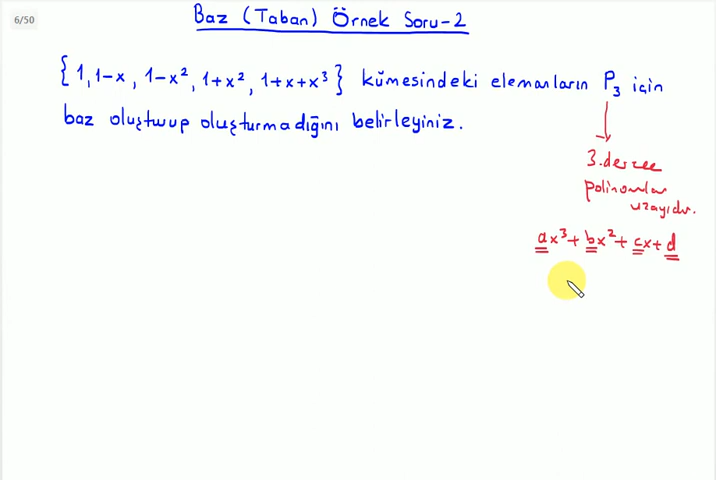 6/50
Baz (Taban) Örnek Soru-2
{1, 1-x, 1-x², 1+x², 1+x+x³} kümesindeki elemanların P₃ için
baz oluşturup oluşturmadığını belirleyiniz.
3. derece
polinomlar
uzayıdır.
ax³+bx²+cx+d